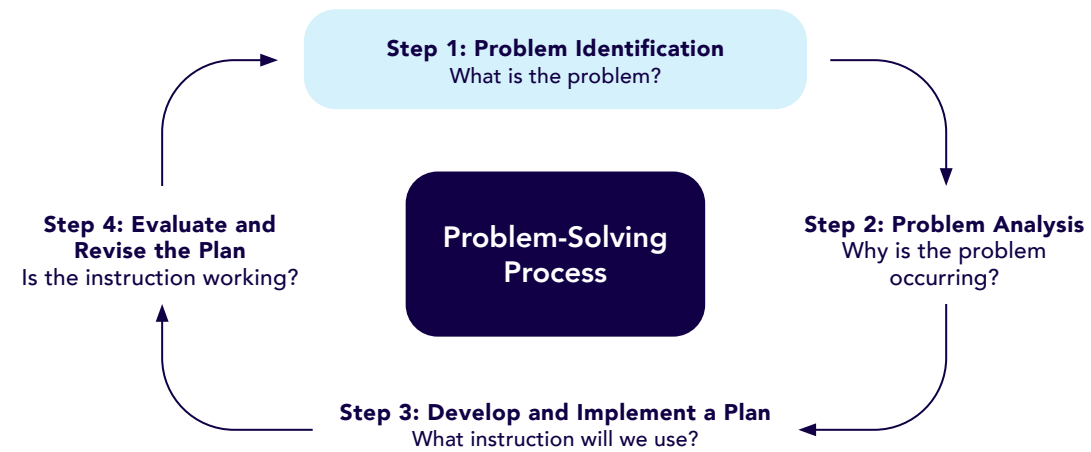 Step 1: Problem Identification
What is the problem?
Step 2: Problem Analysis
Why is the problem
occurring?
Step 3: Develop and Implement a Plan
What instruction will we use?
Step 4: Evaluate and
Revise the Plan
Is the instruction working?
Problem-Solving
Process